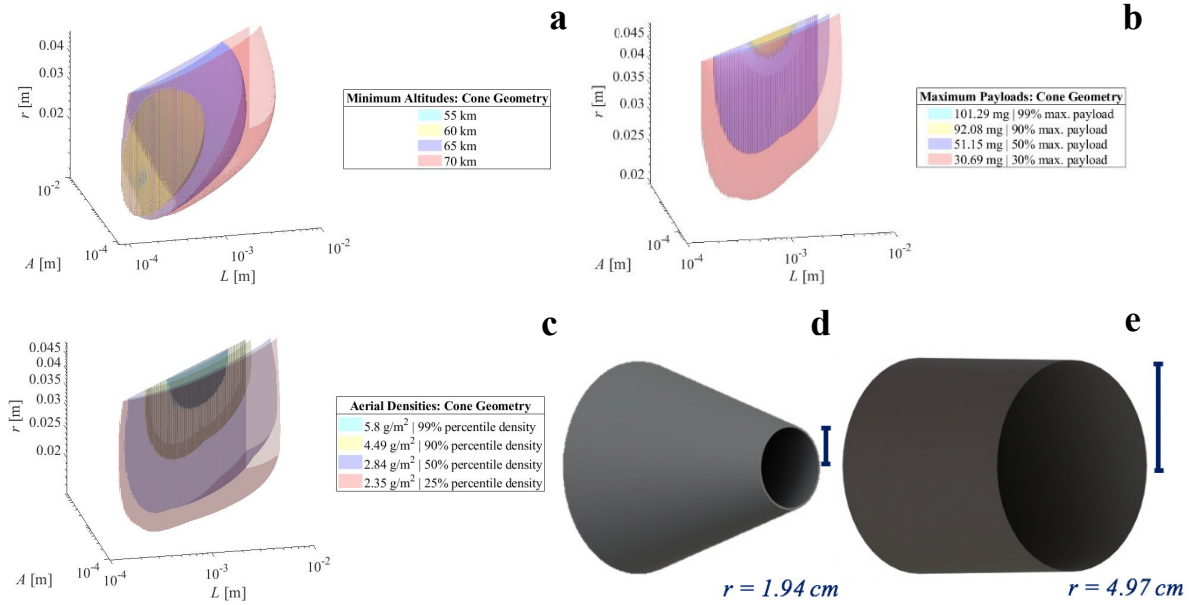 a
0.04
0.03
0.02
r [m]
10-2
10-4
A [m]
10-4
10-3
10-2
L [m]
Minimum Altitudes: Cone Geometry
55 km
60 km
65 km
70 km
b
0.045
0.04
0.035
0.03
0.025
0.02
r [m]
10-4
A [m]
10-4
10-3
10-2
L [m]
Maximum Payloads: Cone Geometry
101.29 mg | 99% max. payload
92.08 mg | 90% max. payload
51.15 mg | 50% max. payload
30.69 mg | 30% max. payload
c
0.045
0.04
0.035
0.03
0.025
0.02
r [m]
10-4
A [m]
10-4
10-3
10-2
L [m]
Aerial Densities: Cone Geometry
5.8 g/m2 | 99% percentile density
4.49 g/m2 | 90% percentile density
2.84 g/m2 | 50% percentile density
2.35 g/m2 | 25% percentile density
d
r = 1.94 cm
e
r = 4.97 cm